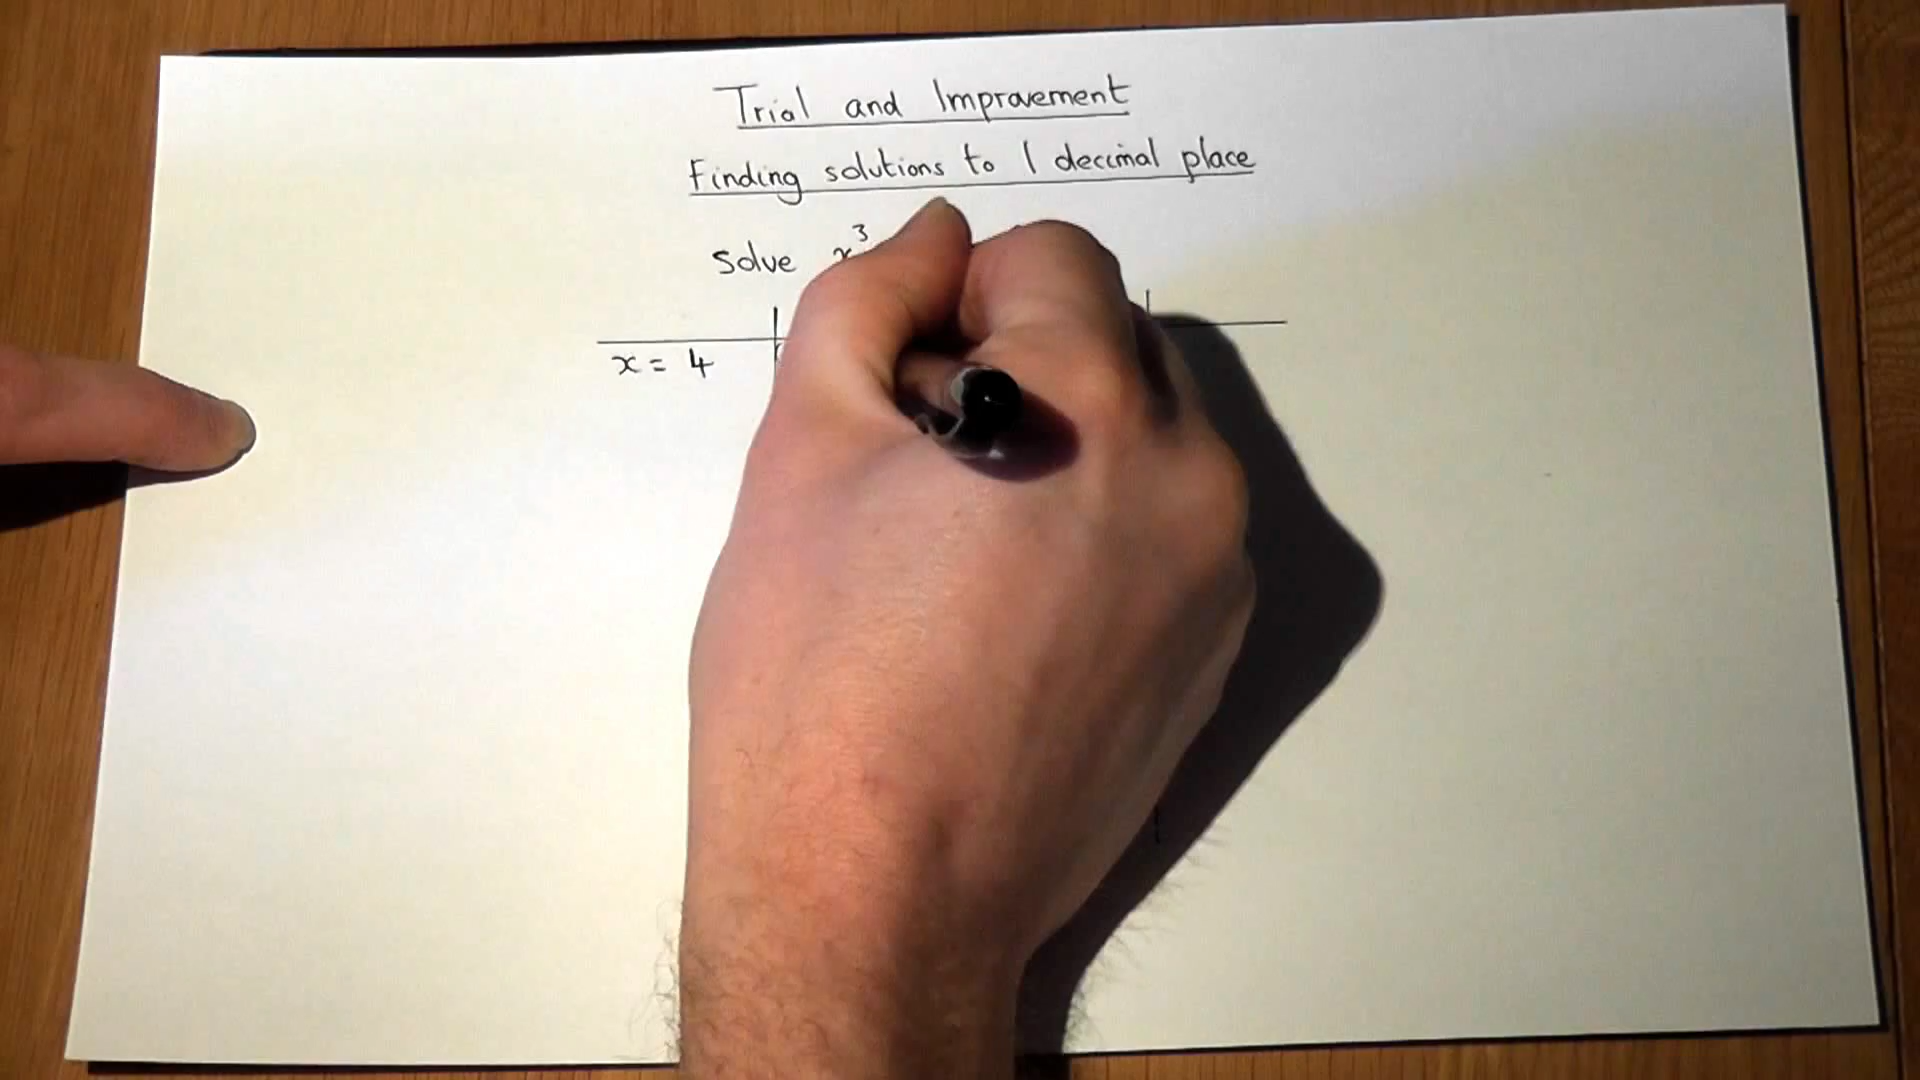 Trial and Improvement
Finding solutions to 1 decimal place
Solve x³
x = 4